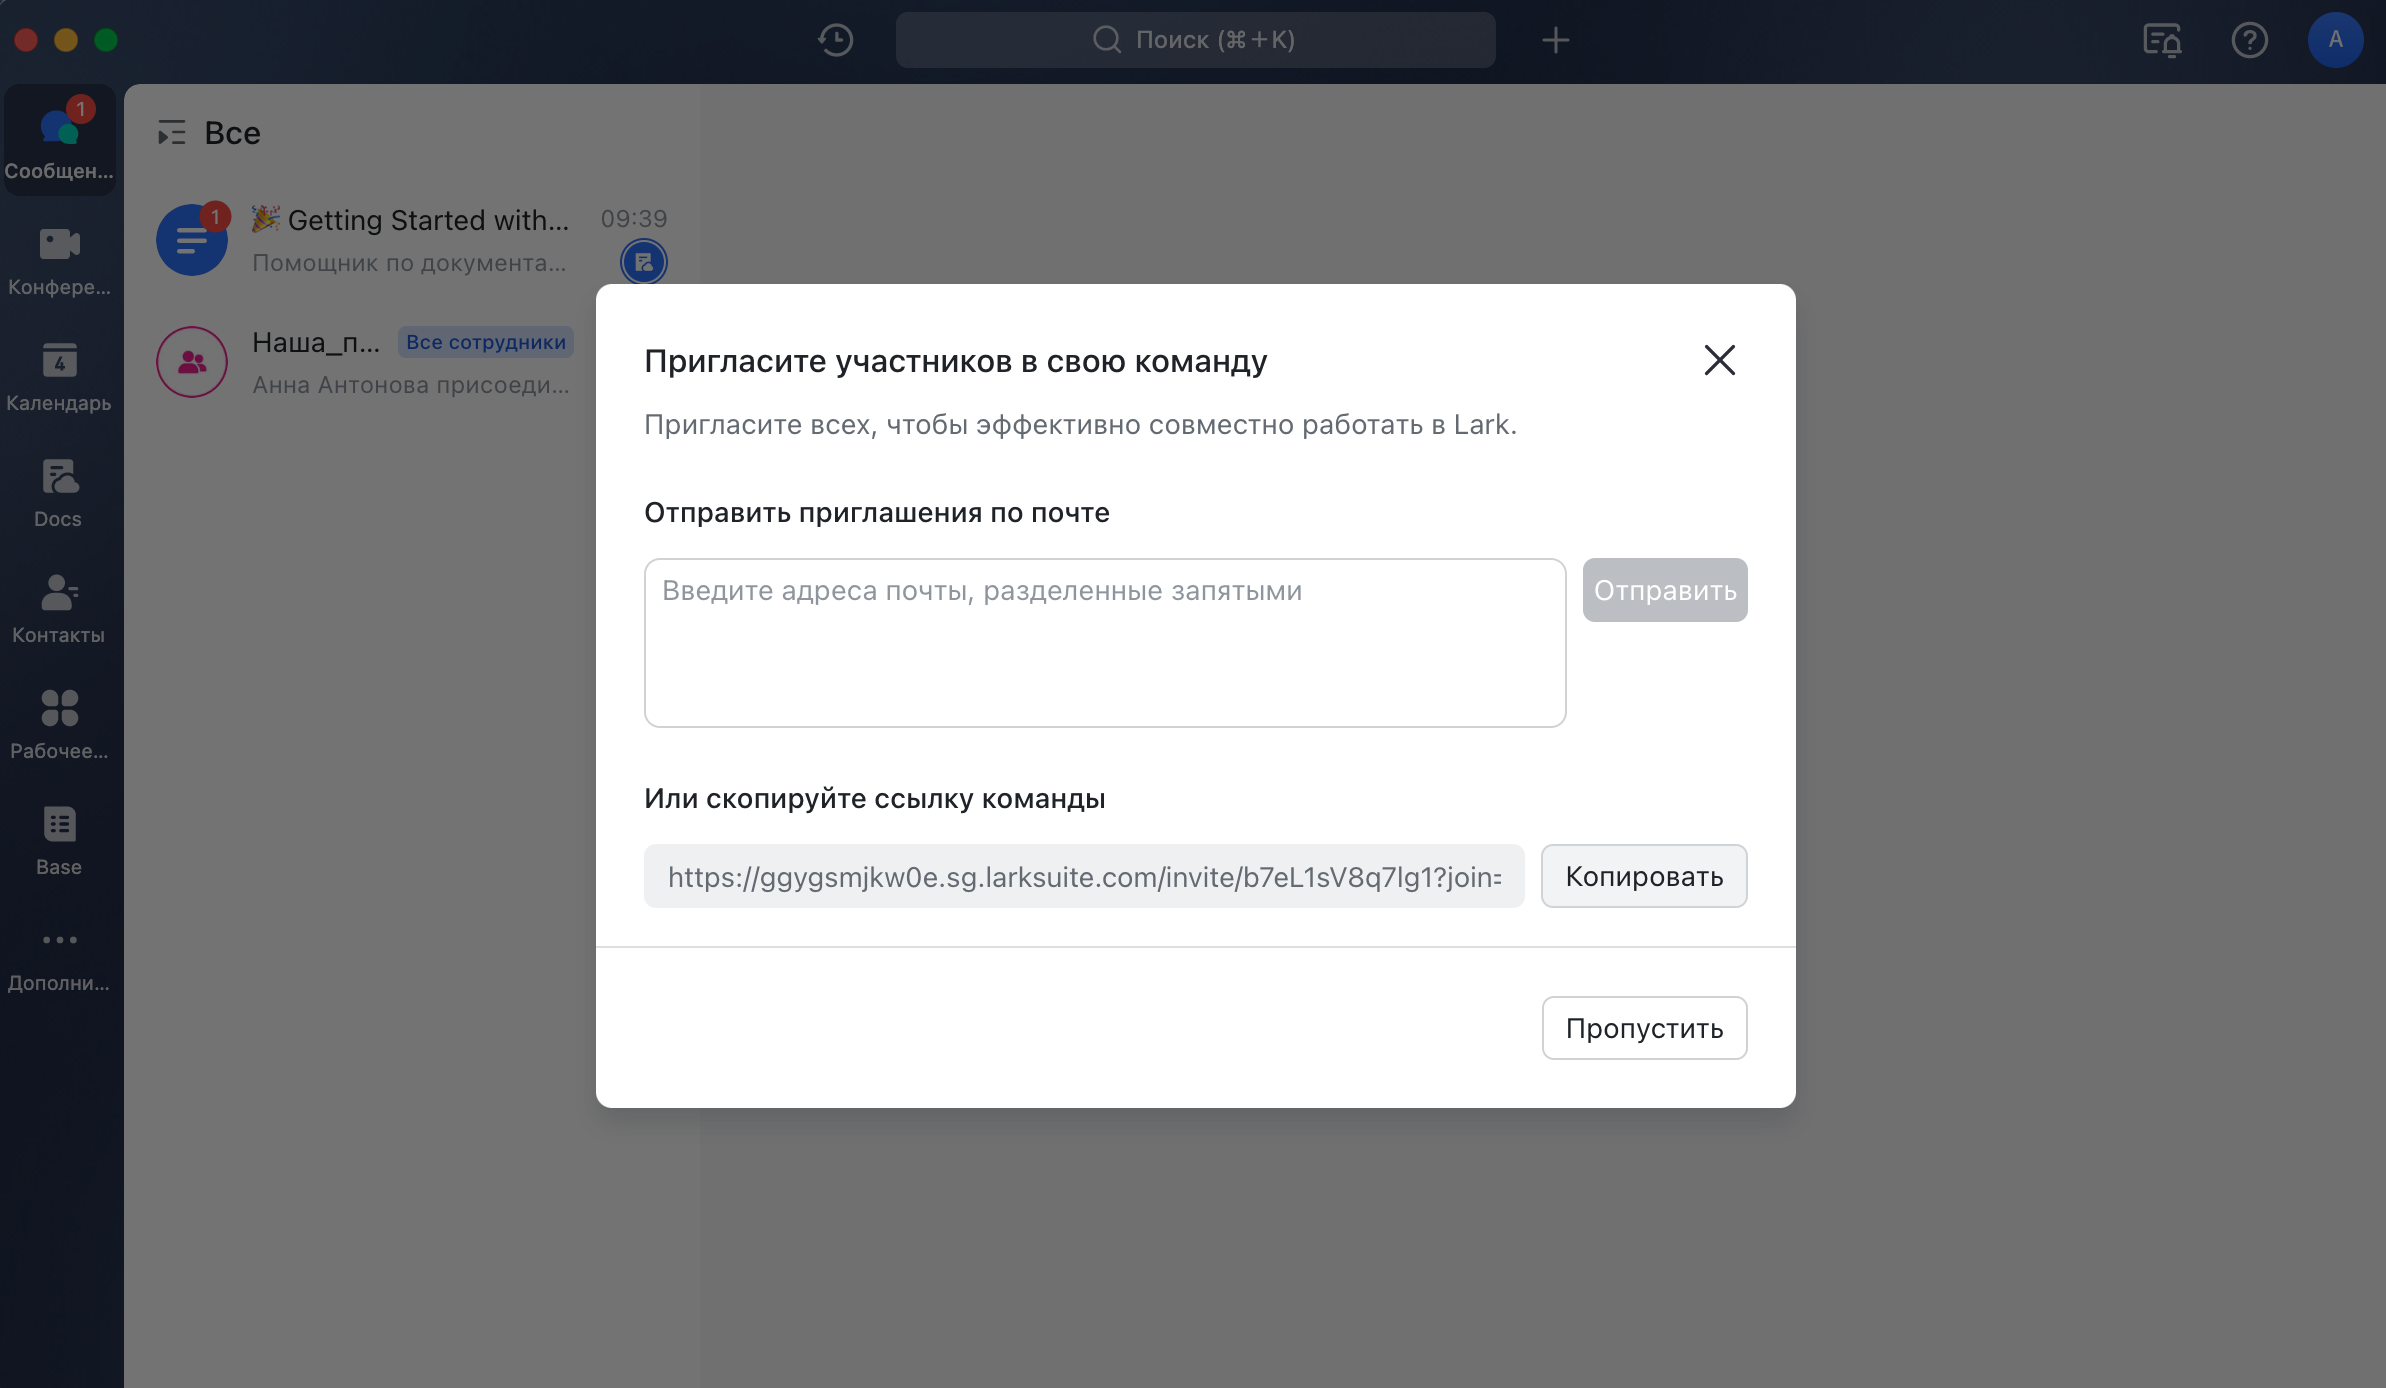 Поиск (⌘+K)
A
1
Сообщен...
Конфере...
4
Календарь
Docs
Контакты
Рабочее...
Base
Дополни...
Все
1
🎉 Getting Started with... 09:39
Помощник по документа...
Наша_п... Все сотрудники
Анна Антонова присоеди...
Пригласите участников в свою команду
Пригласите всех, чтобы эффективно совместно работать в Lark.
Отправить приглашения по почте
Введите адреса почты, разделенные запятыми
Отправить
Или скопируйте ссылку команды
https://ggygsmjkw0e.sg.larksuite.com/invite/b7eL1sV8q7lg1?join=
Копировать
Пропустить